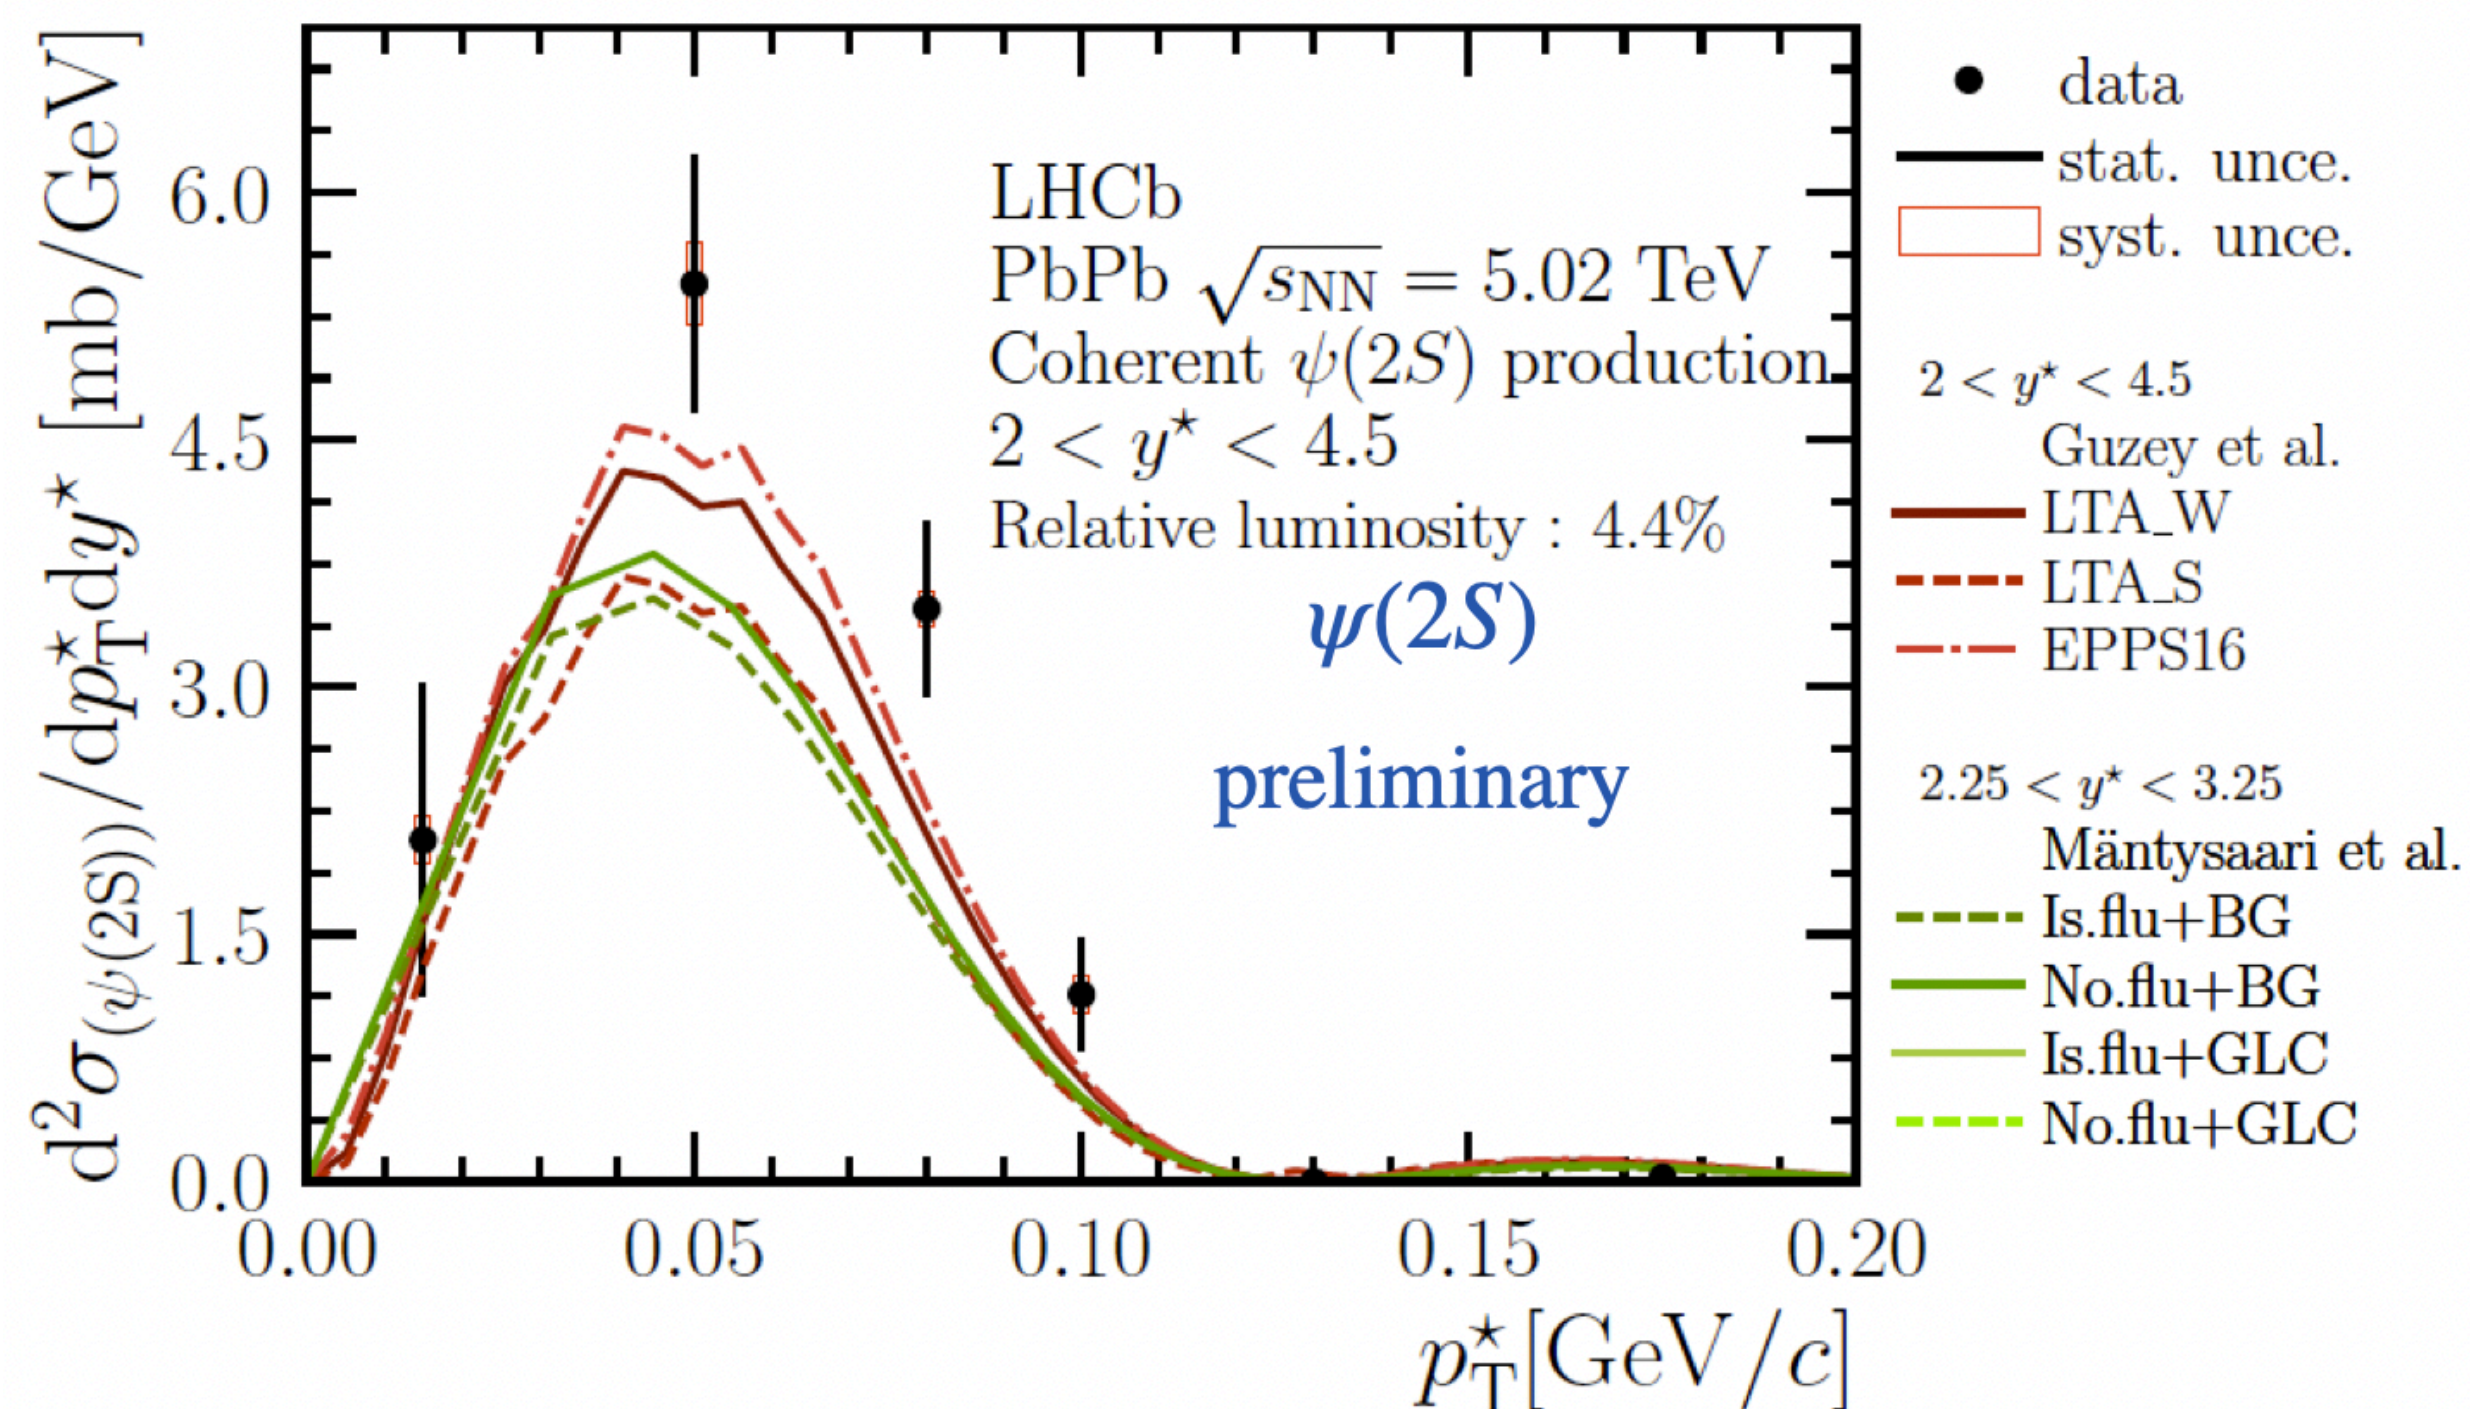 d²σ(ψ(2S))/dp*Tdy* [mb/GeV]
6.0
4.5
3.0
1.5
0.0
0.00 0.05 0.10 0.15 0.20
p*T[GeV/c]
LHCb
PbPb √sNN = 5.02 TeV
Coherent ψ(2S) production
2 < y⋆ < 4.5
Relative luminosity : 4.4%
ψ(2S)
preliminary
data
stat. unce.
syst. unce.
2 < y⋆ < 4.5
Guzey et al.
LTA_W
LTA_S
EPPS16
2.25 < y⋆ < 3.25
Mäntysaari et al.
Is.flu+BG
No.flu+BG
Is.flu+GLC
No.flu+GLC